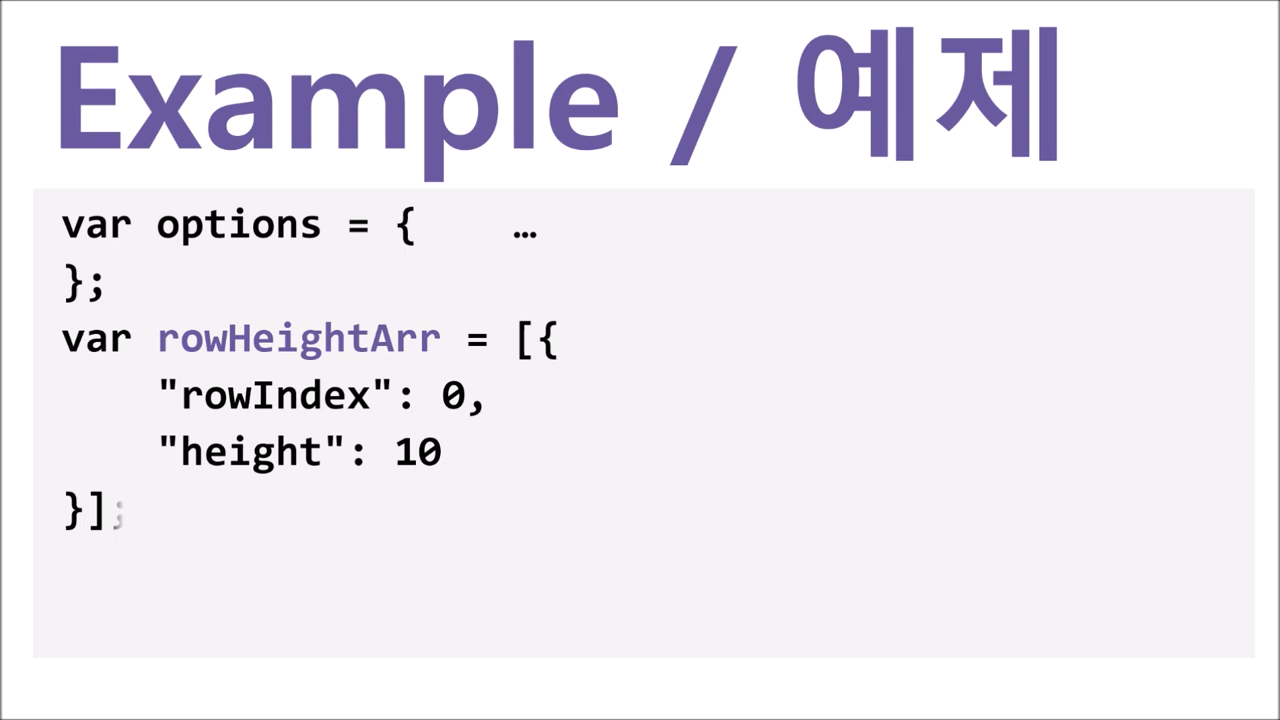 Example / 예제
var options = {    …
};
var rowHeightArr = [{
    "rowIndex": 0,
    "height": 10
}];